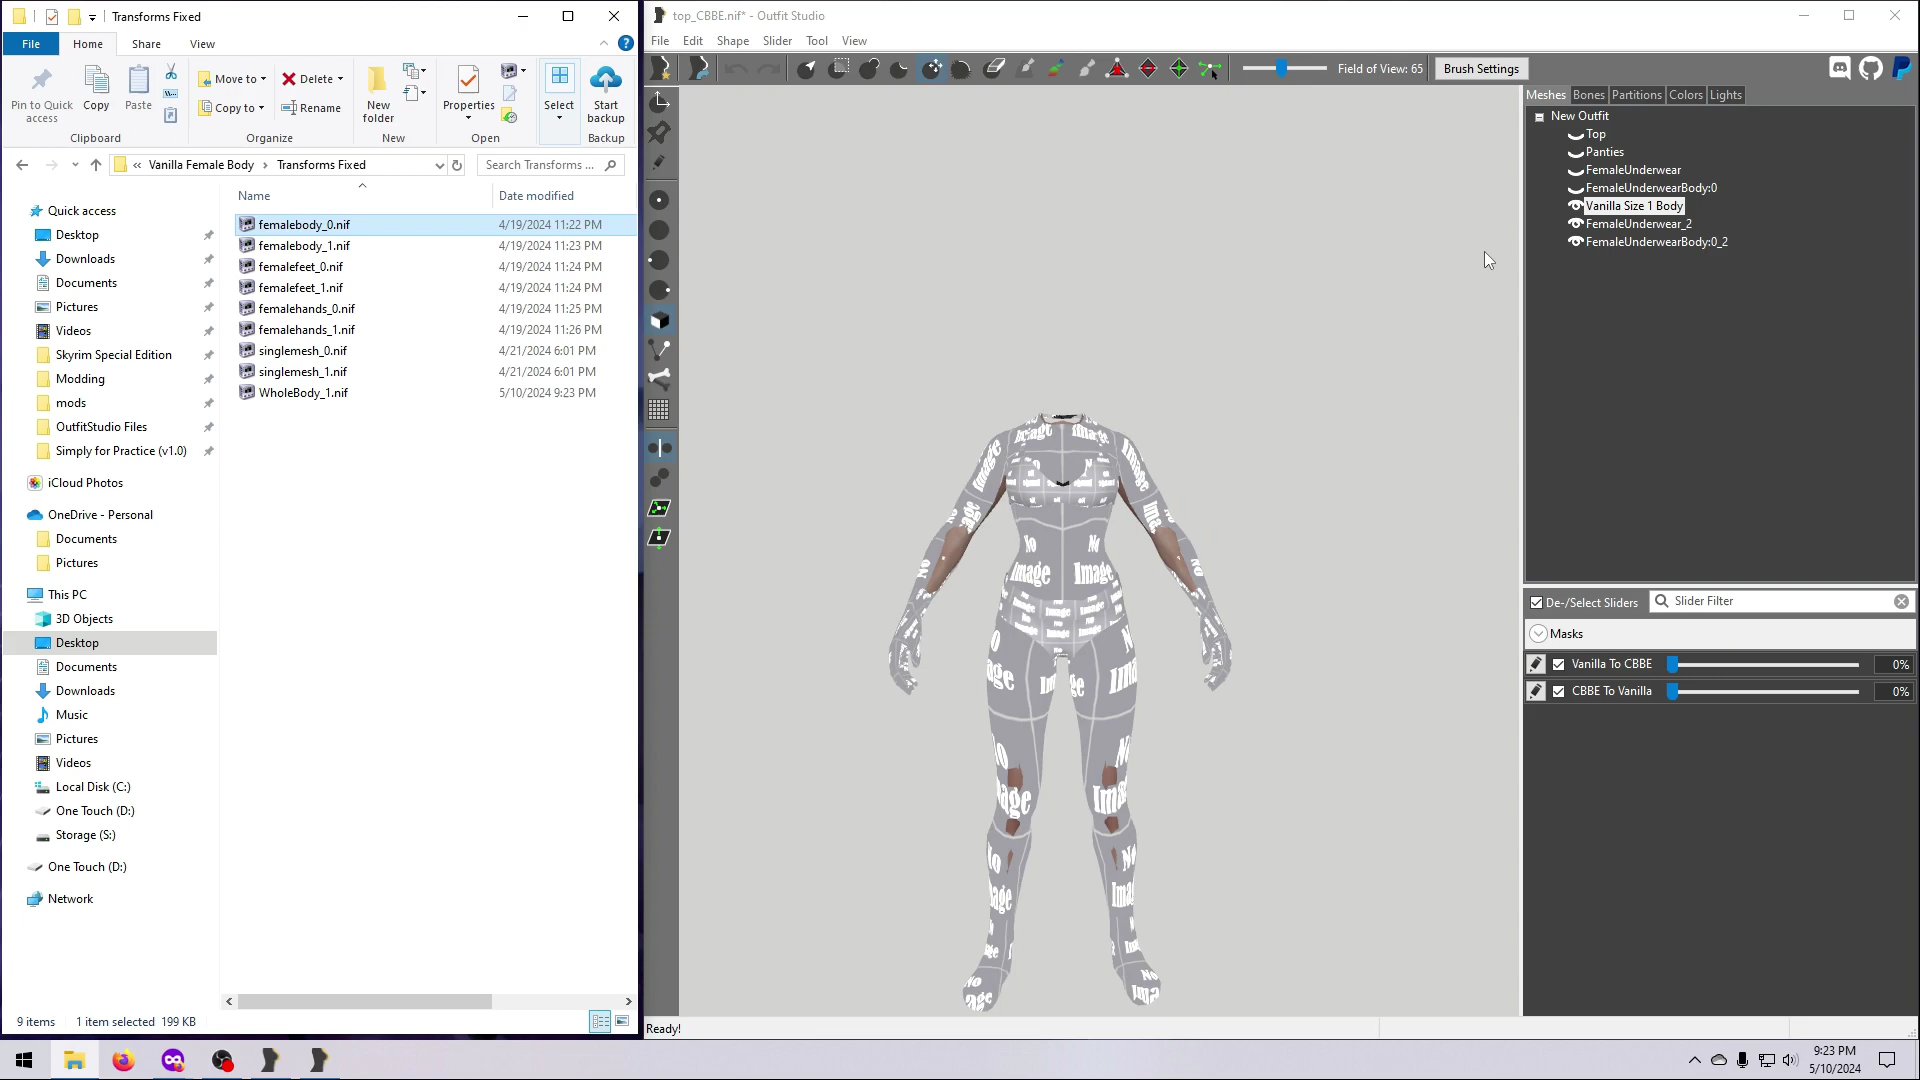 Transforms Fixed
File
Home
Share
View
Pin to Quick access
Copy
Paste
Clipboard
Move to
Copy to
Delete
Rename
Organize
New folder
New
Properties
Open
Select
Start Backup
Backup
« Vanilla Female Body › Transforms Fixed
Search Transforms ...
Name
Date modified
Quick access
Desktop
Downloads
Documents
Pictures
Videos
Skyrim Special Edition
Modding
mods
OutfitStudio Files
Simply for Practice (v1.0)
iCloud Photos
OneDrive - Personal
Documents
Pictures
This PC
3D Objects
Desktop
Documents
Downloads
Music
Pictures
Videos
Local Disk (C:)
One Touch (D:)
Storage (S:)
One Touch (D:)
Network
femalebody_0.nif 4/19/2024 11:22 PM
femalebody_1.nif 4/19/2024 11:23 PM
femalefeet_0.nif 4/19/2024 11:24 PM
femalefeet_1.nif 4/19/2024 11:24 PM
femalehands_0.nif 4/19/2024 11:25 PM
femalehands_1.nif 4/19/2024 11:26 PM
singlemesh_0.nif 4/21/2024 6:01 PM
singlemesh_1.nif 4/21/2024 6:01 PM
WholeBody_1.nif 5/10/2024 9:23 PM
9 items 1 item selected 199 KB
top_CBBE.nif* - Outfit Studio
File Edit Shape Slider Tool View
Field of View: 65
Brush Settings
Meshes Bones Partitions Colors Lights
New Outfit
Top
Panties
FemaleUnderwear
FemaleUnderwearBody:0
Vanilla Size 1 Body
FemaleUnderwear_2
FemaleUnderwearBody:0_2
No No
Image Image
De-/Select Sliders
Slider Filter
Masks
Vanilla To CBBE 0%
CBBE To Vanilla 0%
Ready!
9:23 PM
5/10/2024